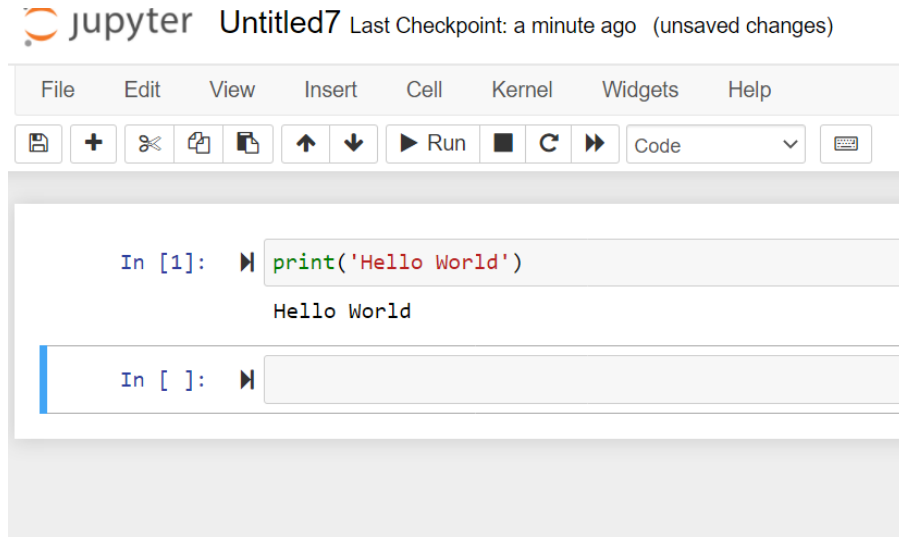 jupyter Untitled7 Last Checkpoint: a minute ago (unsaved changes)
File Edit View Insert Cell Kernel Widgets Help
Run Code
In [1]: print('Hello World')
Hello World
In [ ]: